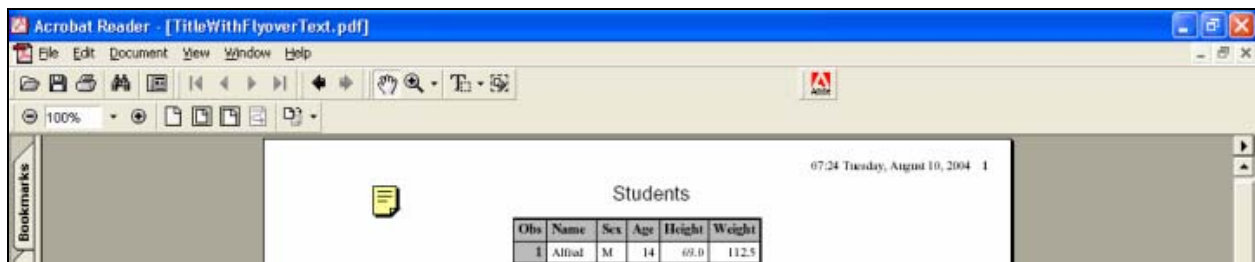 Acrobat Reader - [TitleWithFlyoverText.pdf]
File Edit Document View Window Help
Adobe
100%
Bookmarks
07:24 Tuesday, August 10, 2004 1
Students
Obs Name Sex Age Height Weight
1 Alfred M 14 69.0 112.5